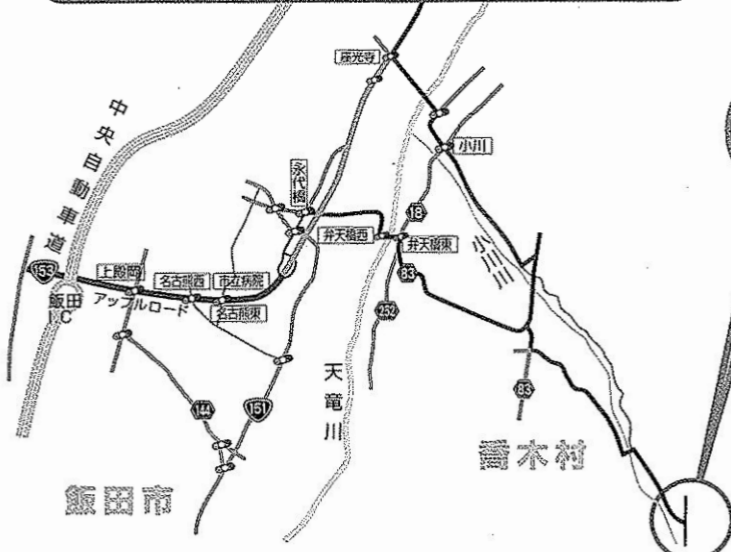 座光寺
中央自動車道
小川
永代橋
18
弁天橋西
弁天橋東
小川川
153
上殿岡
名古熊西
市立病院
83
飯田
IC
アップルロード
名古熊東
252
天竜川
83
144
151
喬木村
飯田市